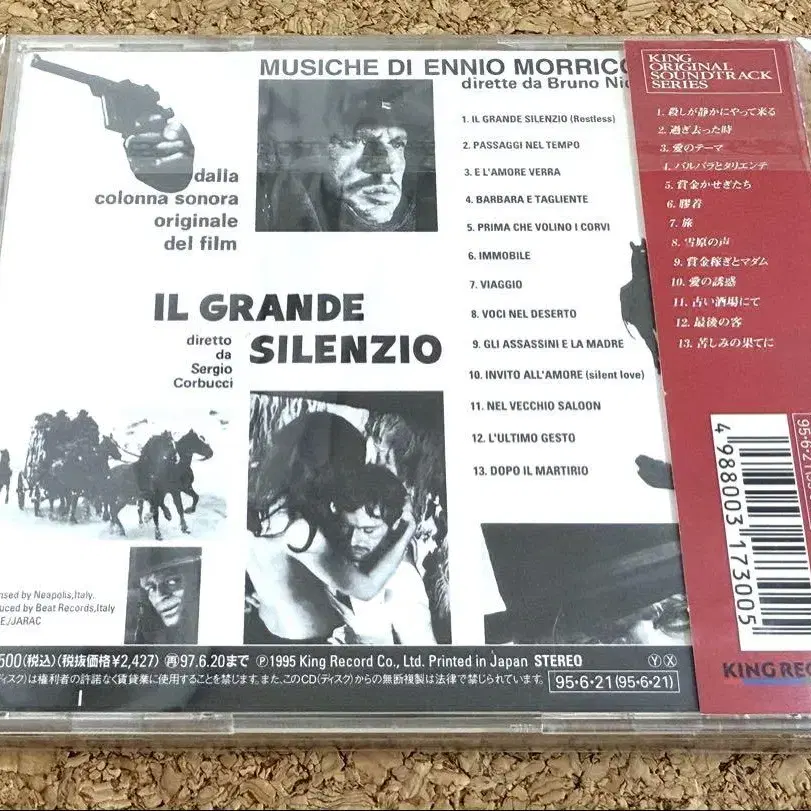 MUSICHE DI ENNIO MORRICO
dirette da Bruno Nic
dalla
colonna sonora
originale
del film
IL GRANDE
SILENZIO
diretto
da
Sergio
Corbucci
1. IL GRANDE SILENZIO (Restless)
2. PASSAGGI NEL TEMPO
3. E L'AMORE VERRA
4. BARBARA E TAGLIENTE
5. PRIMA CHE VOLINO I CORVI
6. IMMOBILE
7. VIAGGIO
8. VOCI NEL DESERTO
9. GLI ASSASSINI E LA MADRE
10. INVITO ALL'AMORE (silent love)
11. NEL VECCHIO SALOON
12. L'ULTIMO GESTO
13. DOPO IL MARTIRIO
nsed by Neapolis,Italy.
uced by Beat Records,Italy
E./JARAC
500(税込)(税抜価格¥2,427) 再97.6.20まで Ⓟ1995 King Record Co., Ltd. Printed in Japan STEREO ⓎⓍ
ディスク)は権利者の許諾なく賃貸業に使用することを禁じます。また、このCD(ディスク)からの無断複製は法律で禁じられています。 95·6·21(95·6·21)
KING
ORIGINAL
SOUNDTRACK
SERIES
1. 殺しが静かにやって来る
2. 過ぎ去った時
3. 愛のテーマ
4. バルバラとタリエンテ
5. 賞金かせぎたち
6. 膠着
7. 旅
8. 雪原の声
9. 賞金稼ぎとマダム
10. 愛の誘惑
11. 古い酒場にて
12. 最後の客
13. 苦しみの果てに
4988003173005
KING REC